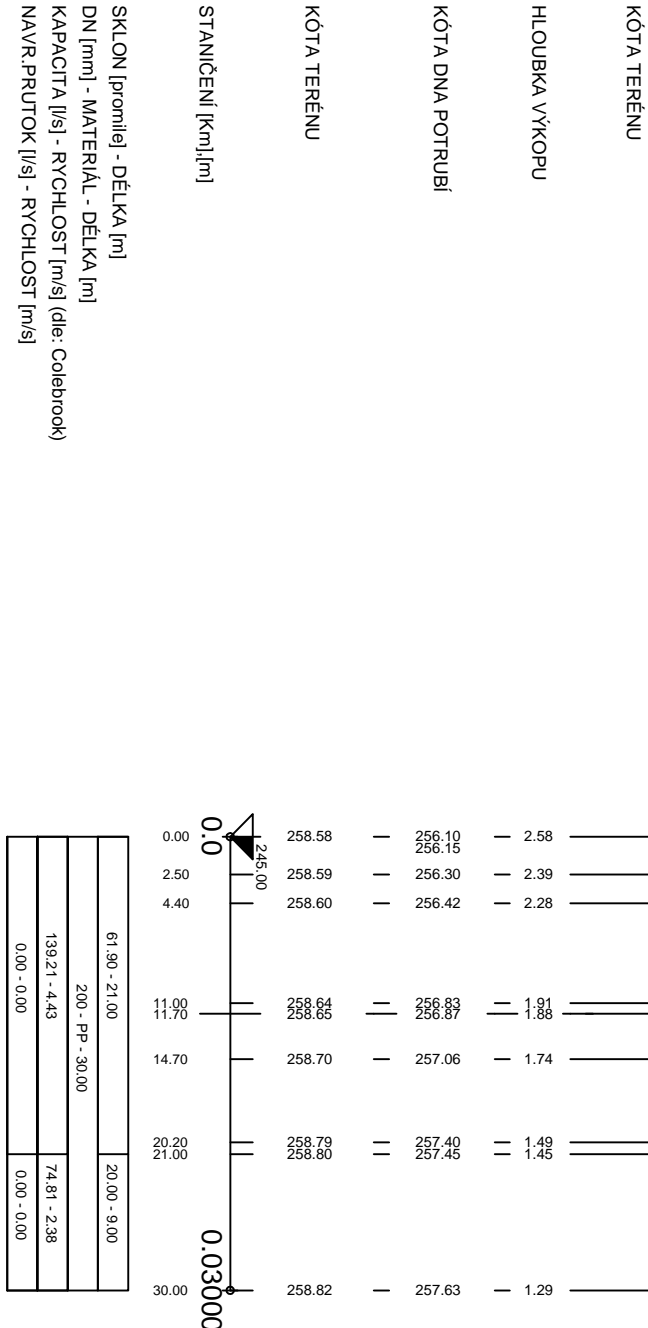 KÓTA TERÉNU
HLOUBKA VÝKOPU
KÓTA DNA POTRUBÍ
KÓTA TERÉNU
STANIČENÍ [Km],[m]
SKLON [promile] - DÉLKA [m]
DN [mm] - MATERIÁL - DÉLKA [m]
KAPACITA [l/s] - RYCHLOST [m/s] (dle: Colebrook)
NAVR.PRUTOK [l/s] - RYCHLOST [m/s]
2.58
2.39
2.28
1.91
1.88
1.74
1.49
1.45
1.29
256.10
256.15
256.30
256.42
256.83
256.87
257.06
257.40
257.45
257.63
258.58
258.59
258.60
258.64
258.65
258.70
258.79
258.80
258.82
245.00
0.0
0.03000
0.00
2.50
4.40
11.00
11.70
14.70
20.20
21.00
30.00
61.90 - 21.00
20.00 - 9.00
200 - PP - 30.00
139.21 - 4.43
74.81 - 2.38
0.00 - 0.00
0.00 - 0.00